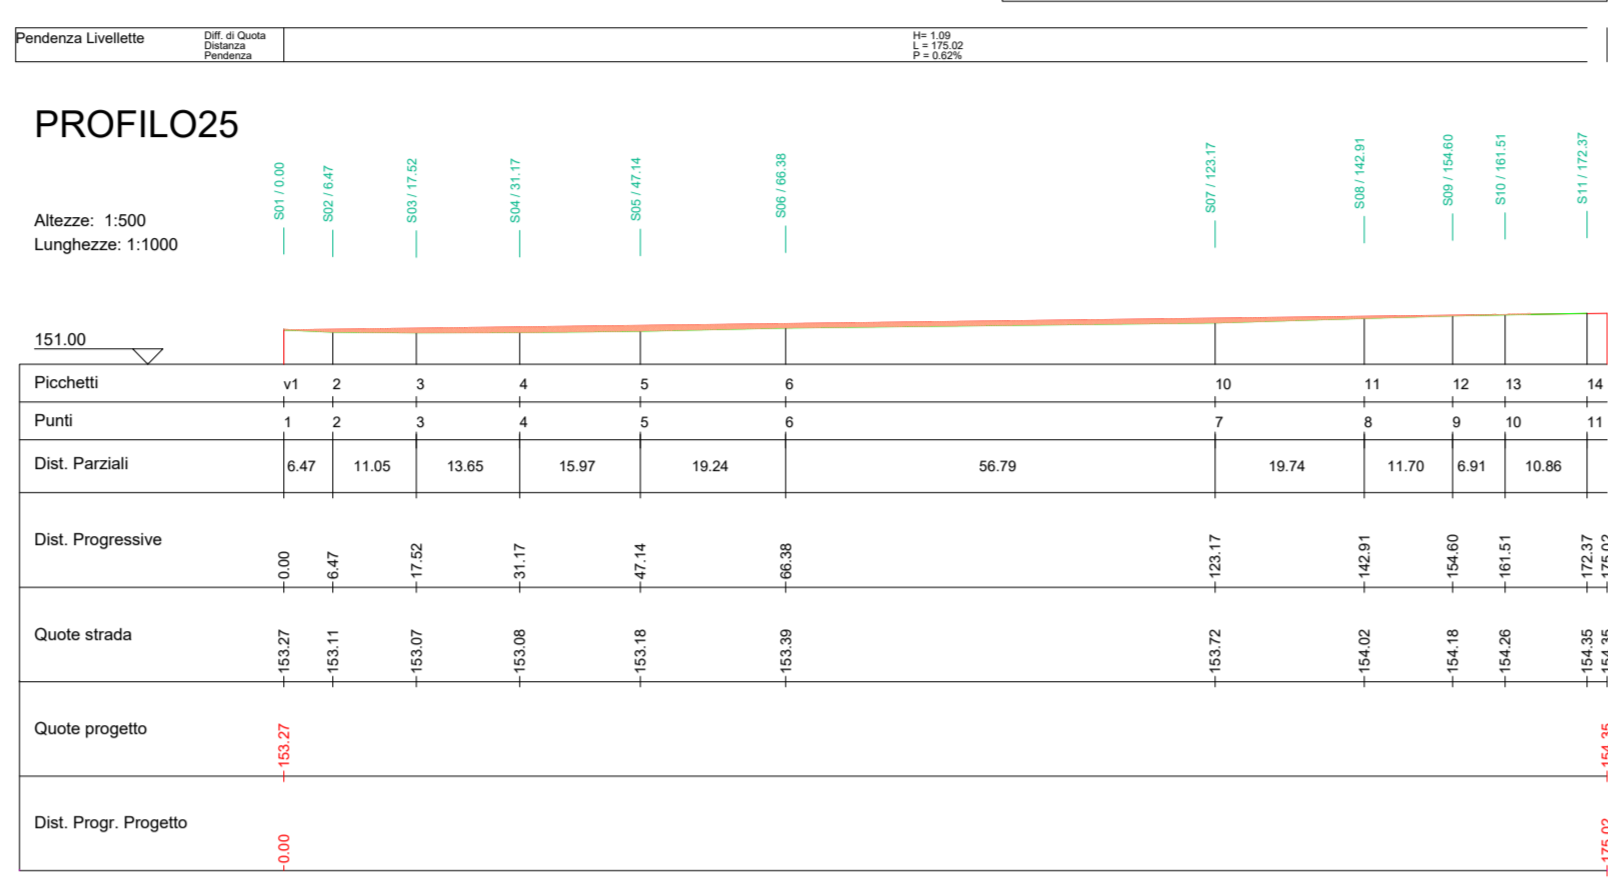 Pendenza Livellette
Diff. di Quota
Distanza
Pendenza
H= 1.09
L = 175.02
P = 0.62%
PROFILO25
Altezze: 1:500
Lunghezze: 1:1000
S01 / 0.00
S02 / 6.47
S03 / 17.52
S04 / 31.17
S05 / 47.14
S06 / 66.38
S07 / 123.17
S08 / 142.91
S09 / 154.60
S10 / 161.51
S11 / 172.37
151.00
Picchetti v1 2 3 4 5 6 10 11 12 13 14
Punti 1 2 3 4 5 6 7 8 9 10 11
Dist. Parziali 6.47 11.05 13.65 15.97 19.24 56.79 19.74 11.70 6.91 10.86
Dist. Progressive 0.00 6.47 17.52 31.17 47.14 66.38 123.17 142.91 154.60 161.51 172.37 175.02
Quote strada 153.27 153.11 153.07 153.08 153.18 153.39 153.72 154.02 154.18 154.26 154.35 154.35
Quote progetto 153.27 154.35
Dist. Progr. Progetto 0.00 175.02